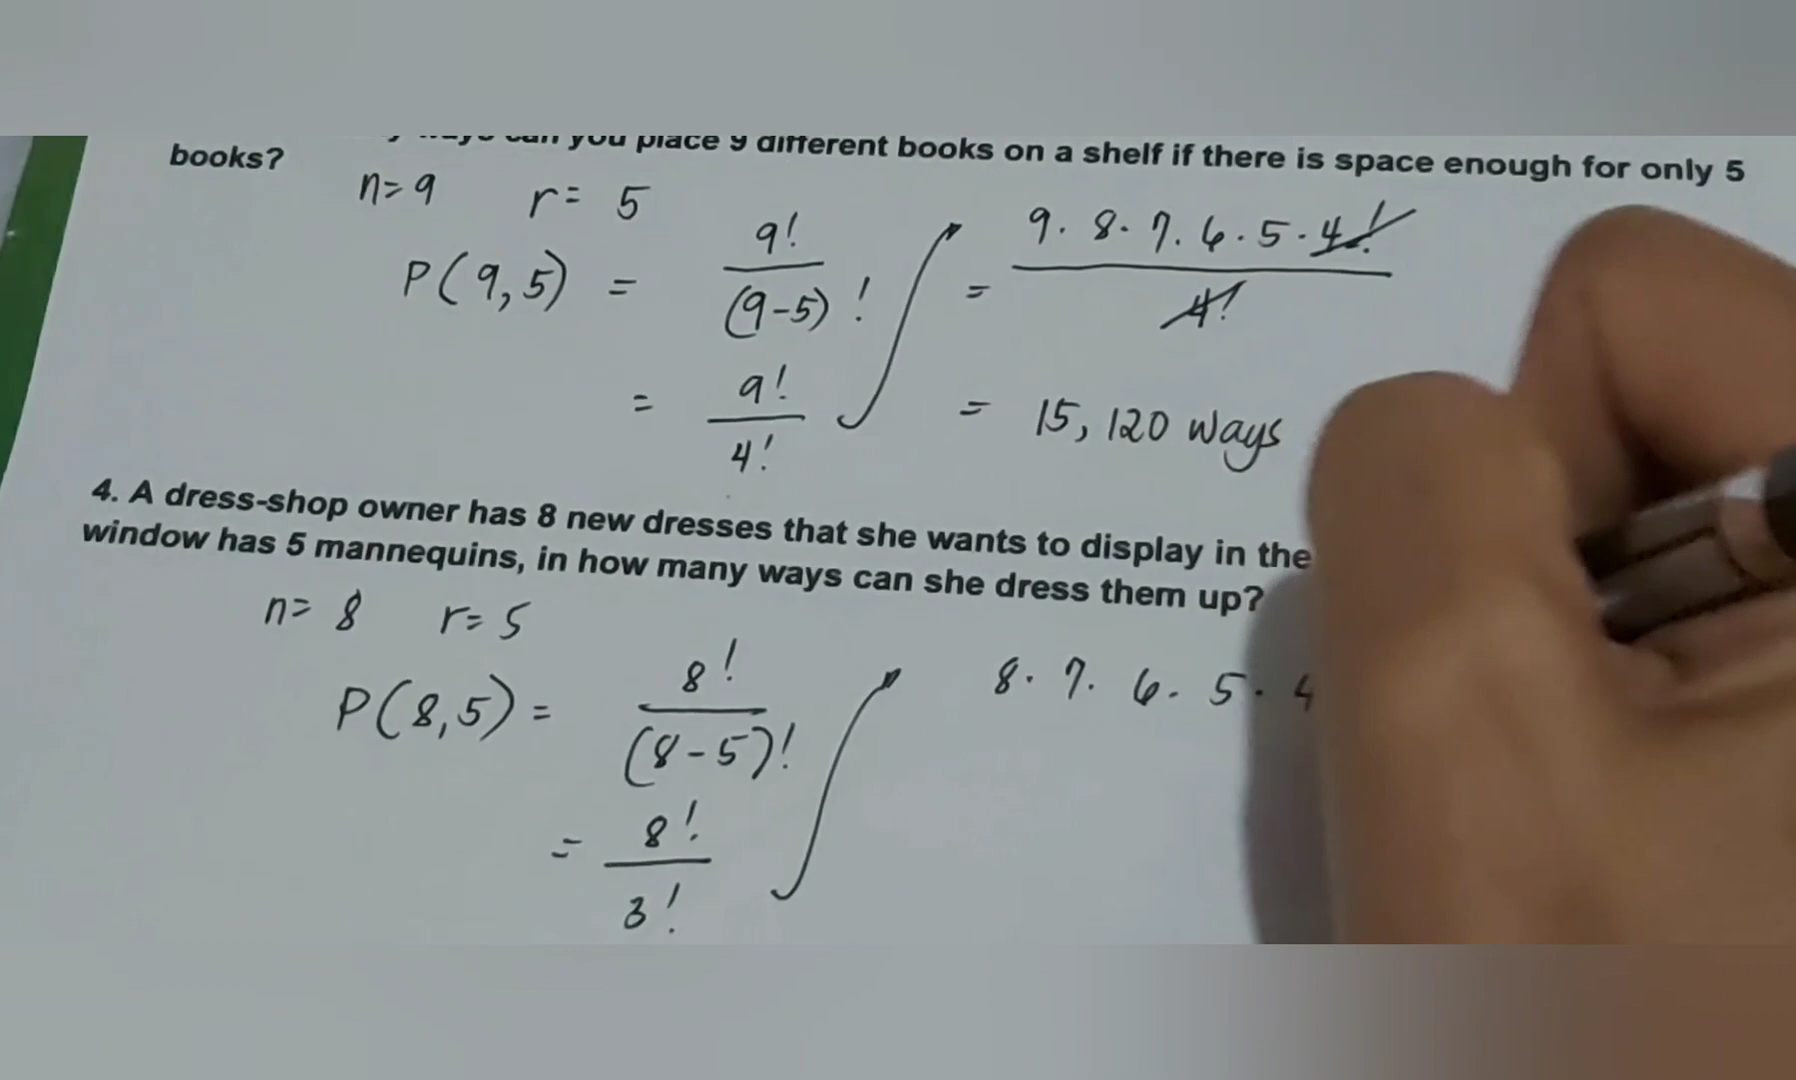 can you place 9 different books on a shelf if there is space enough for only 5
books?
n=9 r= 5
P(9,5) = 9! / (9-5)! = 9·8·7·6·5·4! / 4!
= 9! / 4! = 15,120 ways
4. A dress-shop owner has 8 new dresses that she wants to display in the
window has 5 mannequins, in how many ways can she dress them up?
n= 8 r= 5
P(8,5) = 8! / (8-5)! 8·7·6·5·4
= 8! / 3!